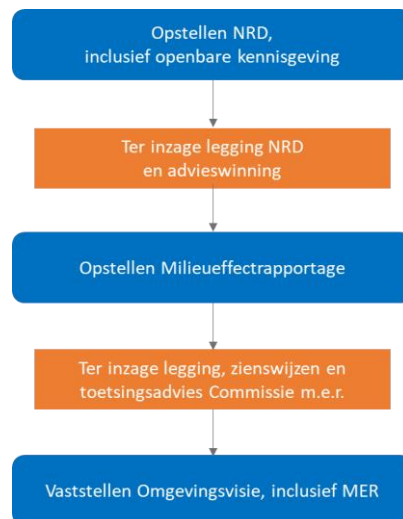 Opstellen NRD,
inclusief openbare kennisgeving
Ter inzage legging NRD
en advieswinning
Opstellen Milieueffectrapportage
Ter inzage legging, zienswijzen en
toetsingsadvies Commissie m.e.r.
Vaststellen Omgevingsvisie, inclusief MER